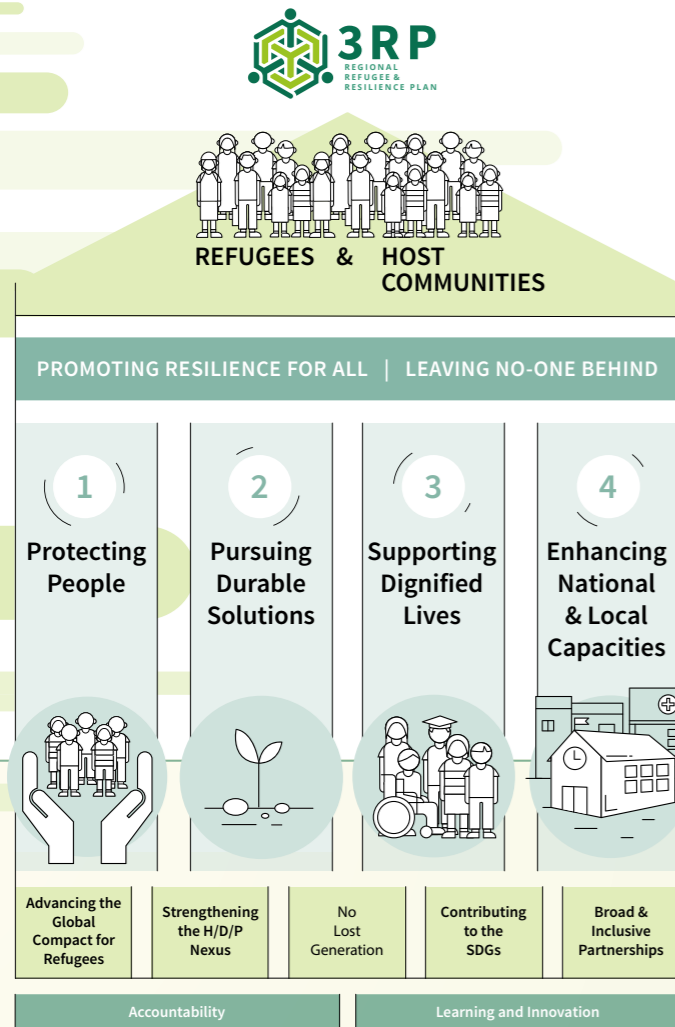 3RP
REGIONAL
REFUGEE &
RESILIENCE PLAN
REFUGEES & HOST
COMMUNITIES
PROMOTING RESILIENCE FOR ALL | LEAVING NO-ONE BEHIND
1
Protecting
People
2
Pursuing
Durable
Solutions
3
Supporting
Dignified
Lives
4
Enhancing
National
& Local
Capacities
Advancing the
Global
Compact for
Refugees
Strengthening
the H/D/P
Nexus
No
Lost
Generation
Contributing
to the
SDGs
Broad &
Inclusive
Partnerships
Accountability
Learning and Innovation